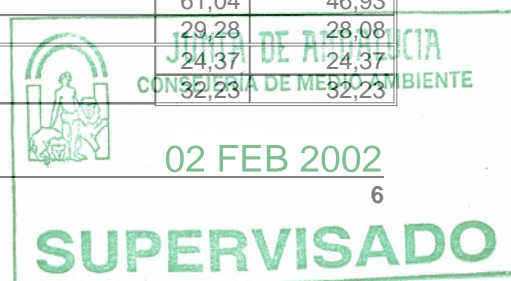 61,04 46,93
29,28 28,08
JUNTA DE ANDALUCIA
24,37 24,37
CONSEJERÍA DE MEDIO AMBIENTE
32,23 32,23
02 FEB 2002
6
SUPERVISADO